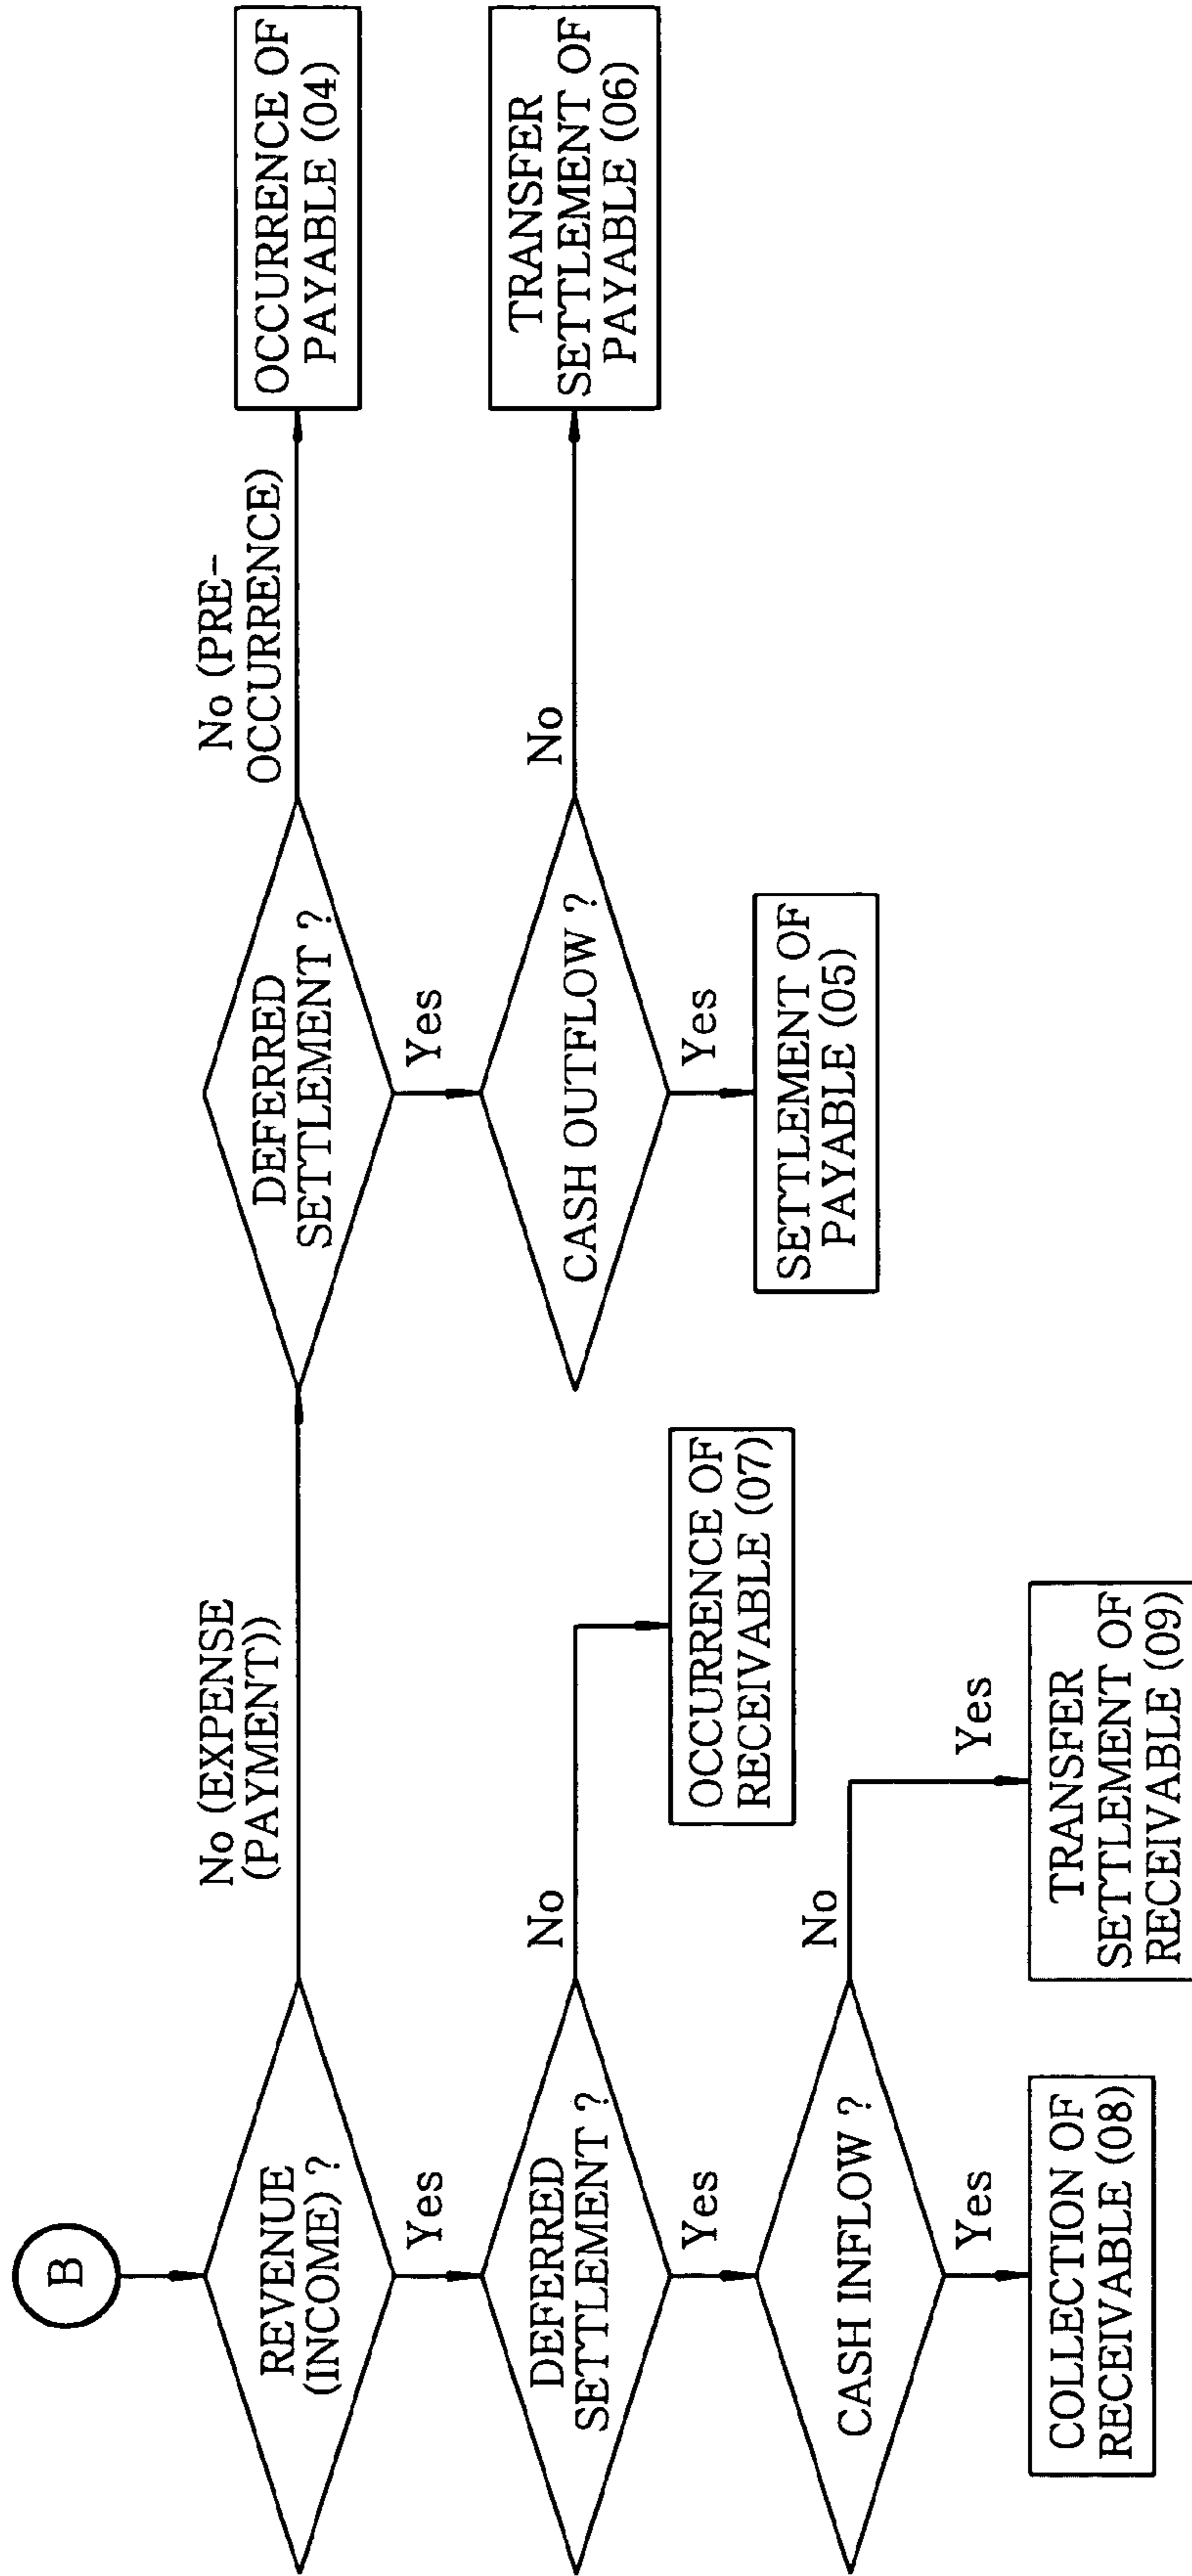 B
REVENUE
(INCOME) ?
No (EXPENSE
(PAYMENT))
DEFERRED
SETTLEMENT ?
No (PRE-
OCCURRENCE)
OCCURRENCE OF
PAYABLE (04)
Yes
Yes
DEFERRED
SETTLEMENT ?
No
OCCURRENCE OF
RECEIVABLE (07)
CASH OUTFLOW ?
No
TRANSFER
SETTLEMENT OF
PAYABLE (06)
Yes
Yes
SETTLEMENT OF
PAYABLE (05)
CASH INFLOW ?
No
Yes
Yes
COLLECTION OF
RECEIVABLE (08)
TRANSFER
SETTLEMENT OF
RECEIVABLE (09)